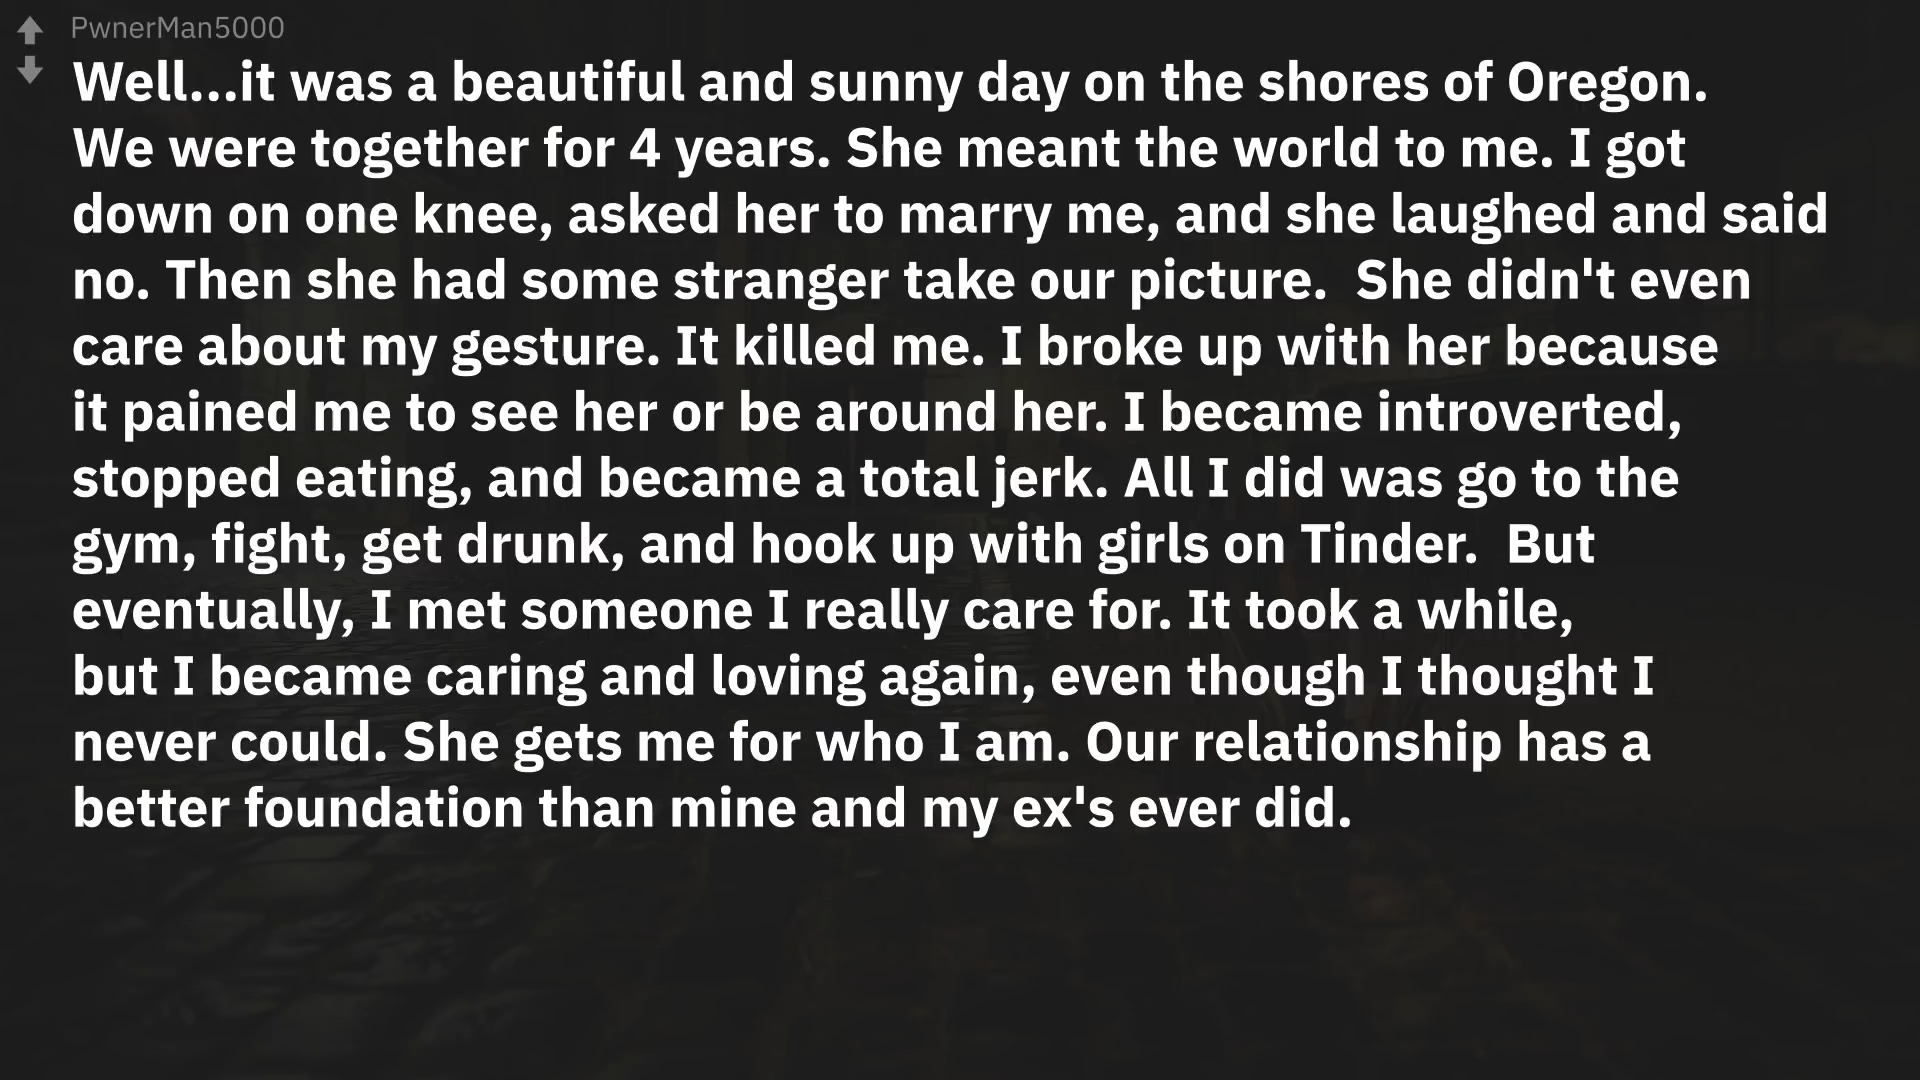 PwnerMan5000
Well...it was a beautiful and sunny day on the shores of Oregon.
We were together for 4 years. She meant the world to me. I got
down on one knee, asked her to marry me, and she laughed and said
no. Then she had some stranger take our picture.  She didn't even
care about my gesture. It killed me. I broke up with her because
it pained me to see her or be around her. I became introverted,
stopped eating, and became a total jerk. All I did was go to the
gym, fight, get drunk, and hook up with girls on Tinder.  But
eventually, I met someone I really care for. It took a while,
but I became caring and loving again, even though I thought I
never could. She gets me for who I am. Our relationship has a
better foundation than mine and my ex's ever did.